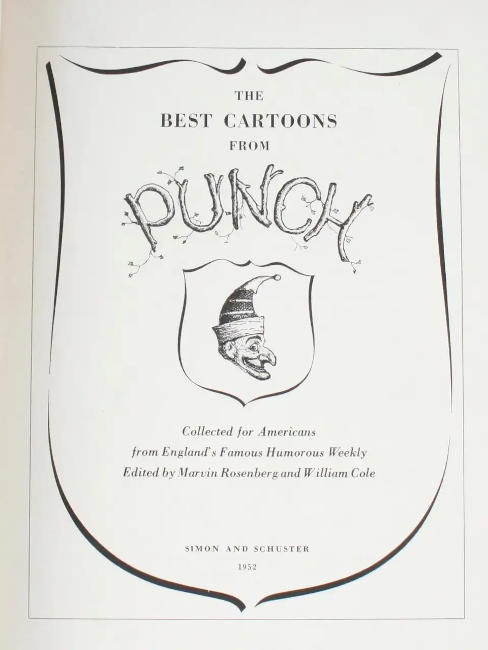 THE
BEST CARTOONS
FROM
PUNCH
Collected for Americans
from England's Famous Humorous Weekly
Edited by Marvin Rosenberg and William Cole
SIMON AND SCHUSTER
1952